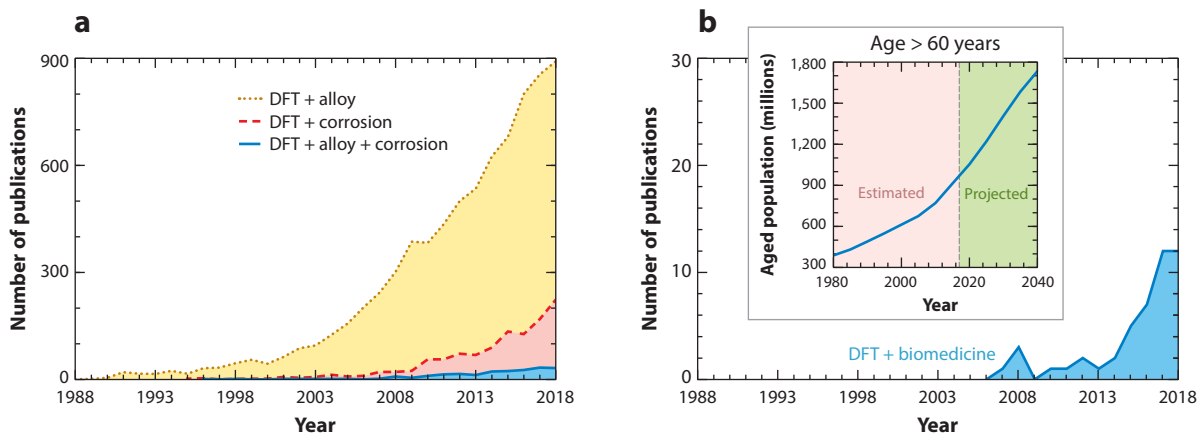 a
Number of publications
900
600
300
0
DFT + alloy
DFT + corrosion
DFT + alloy + corrosion
1988 1993 1998 2003 2008 2013 2018
Year
b
Number of publications
30
20
10
0
Age > 60 years
Aged population (millions)
1,800
1,500
1,200
900
600
300
Estimated Projected
1980 2000 2020 2040
Year
DFT + biomedicine
1988 1993 1998 2003 2008 2013 2018
Year